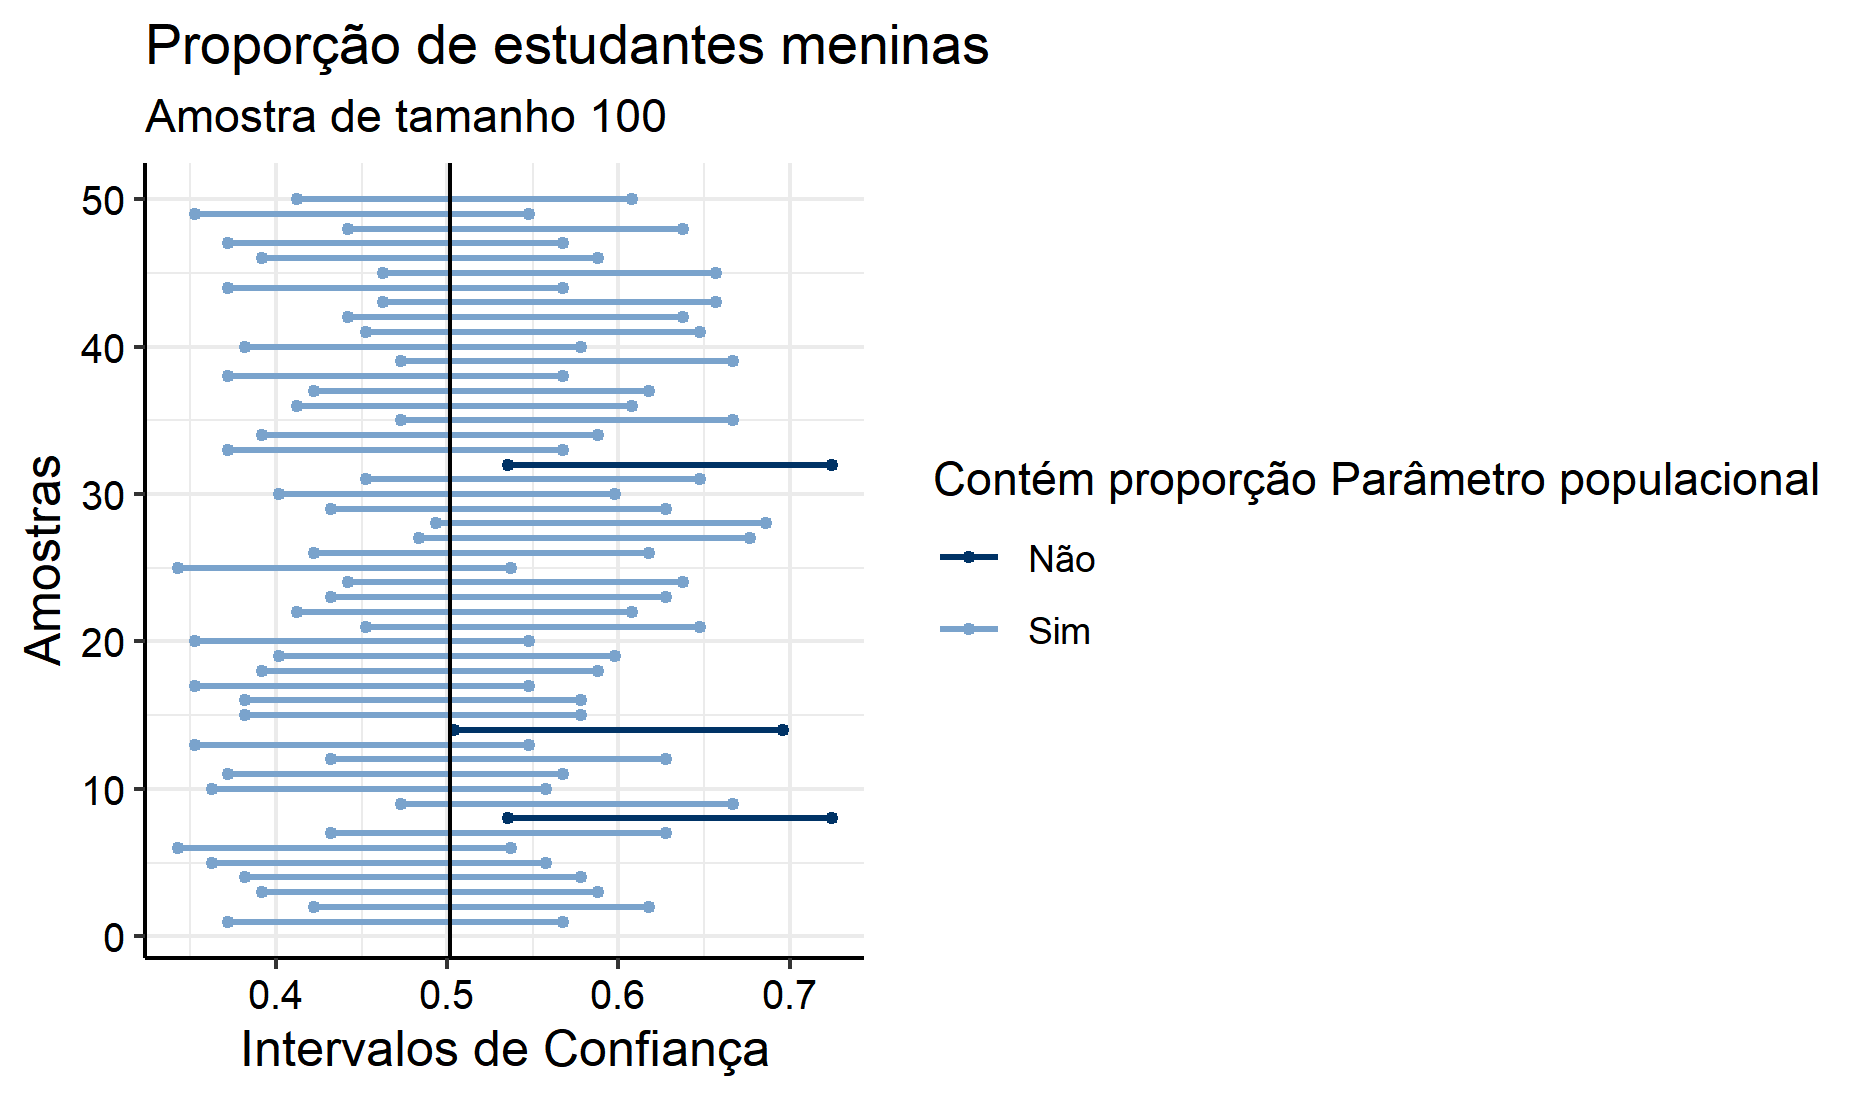 Proporção de estudantes meninas
Amostra de tamanho 100
50
40
30
20
10
0
Amostras
0.4 0.5 0.6 0.7
Intervalos de Confiança
Contém proporção Parâmetro populacional
Não
Sim